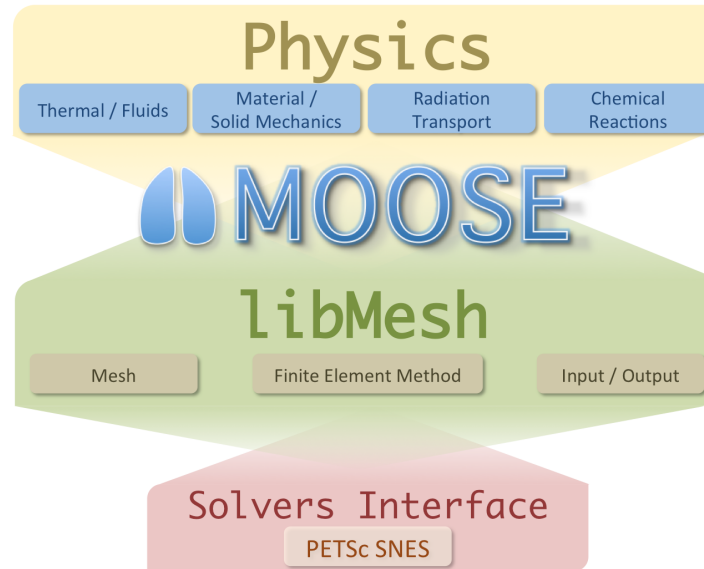 Physics
Thermal / Fluids
Material /
Solid Mechanics
Radiation
Transport
Chemical
Reactions
MOOSE
libMesh
Mesh
Finite Element Method
Input / Output
Solvers Interface
PETSc SNES